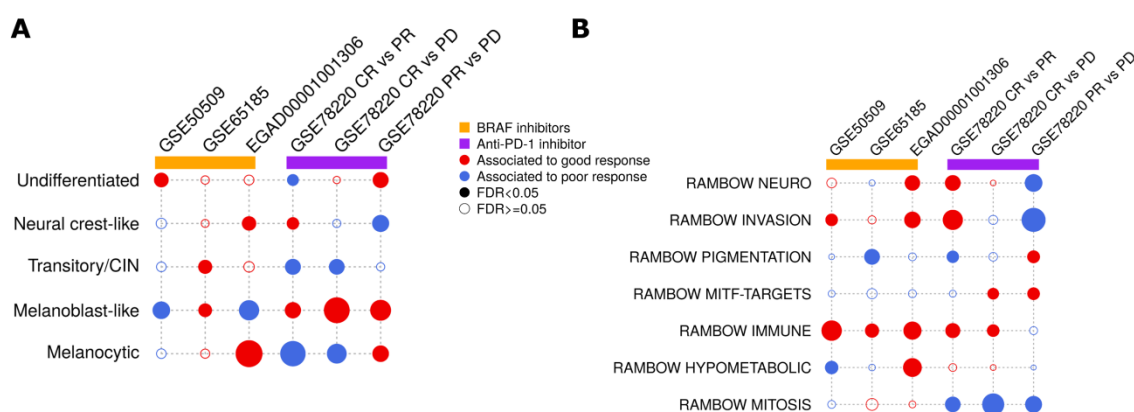 A
GSE50509
GSE65185
EGAD00001001306
GSE78220 CR vs PR
GSE78220 CR vs PD
GSE78220 PR vs PD
Undifferentiated
Neural crest-like
Transitory/CIN
Melanoblast-like
Melanocytic
BRAF inhibitors
Anti-PD-1 inhibitor
Associated to good response
Associated to poor response
FDR<0.05
FDR>=0.05
B
GSE50509
GSE65185
EGAD00001001306
GSE78220 CR vs PR
GSE78220 CR vs PD
GSE78220 PR vs PD
RAMBOW NEURO
RAMBOW INVASION
RAMBOW PIGMENTATION
RAMBOW MITF-TARGETS
RAMBOW IMMUNE
RAMBOW HYPOMETABOLIC
RAMBOW MITOSIS